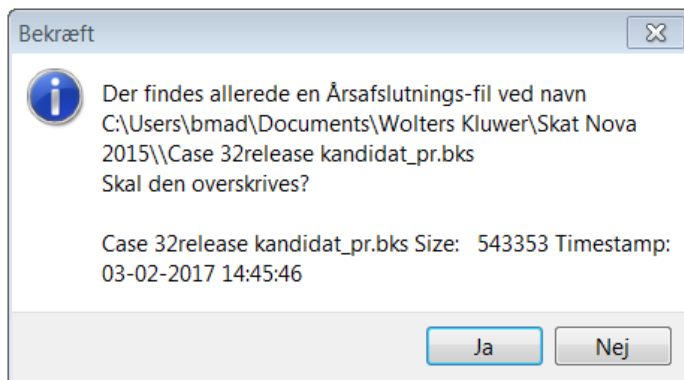 Bekræft
Der findes allerede en Årsafslutnings-fil ved navn
C:\Users\bmad\Documents\Wolters Kluwer\Skat Nova
2015\\Case 32release kandidat_pr.bks
Skal den overskrives?
Case 32release kandidat_pr.bks Size:   543353 Timestamp:
03-02-2017 14:45:46
Ja
Nej